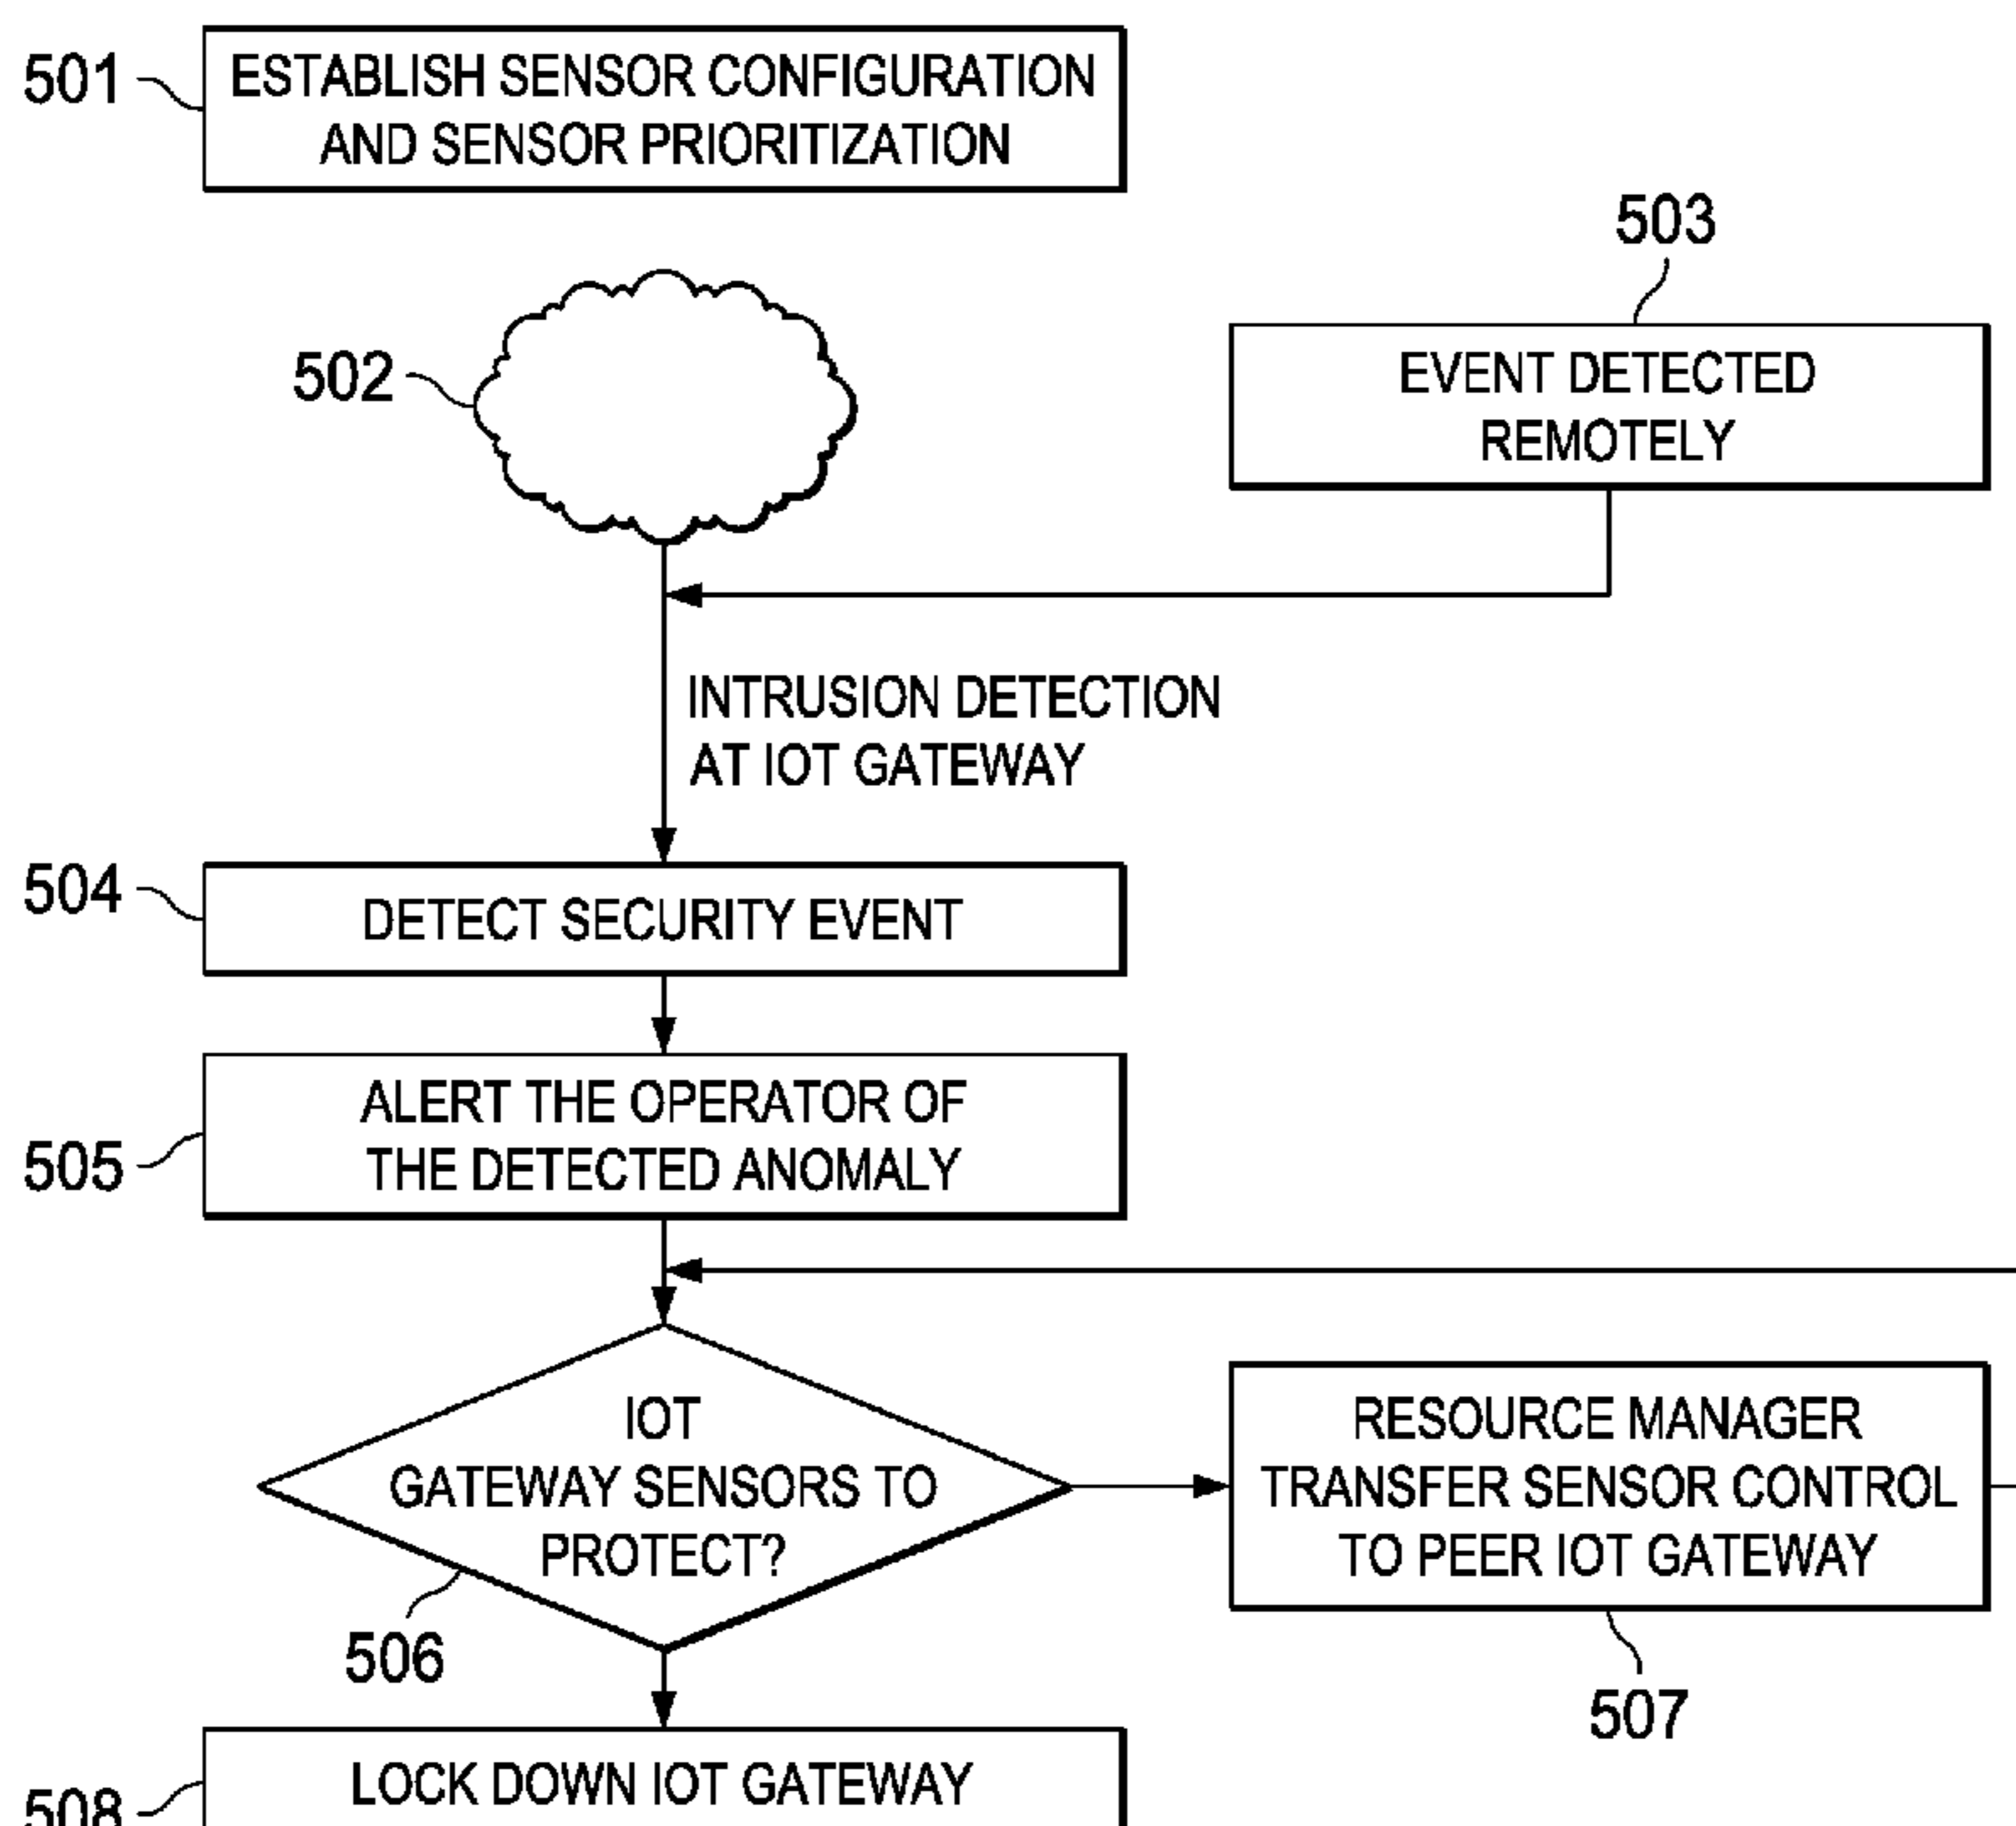 501
ESTABLISH SENSOR CONFIGURATION
AND SENSOR PRIORITIZATION
503
502
EVENT DETECTED
REMOTELY
INTRUSION DETECTION
AT IOT GATEWAY
504
DETECT SECURITY EVENT
505
ALERT THE OPERATOR OF
THE DETECTED ANOMALY
IOT
GATEWAY SENSORS TO
PROTECT?
506
RESOURCE MANAGER
TRANSFER SENSOR CONTROL
TO PEER IOT GATEWAY
507
508
LOCK DOWN IOT GATEWAY